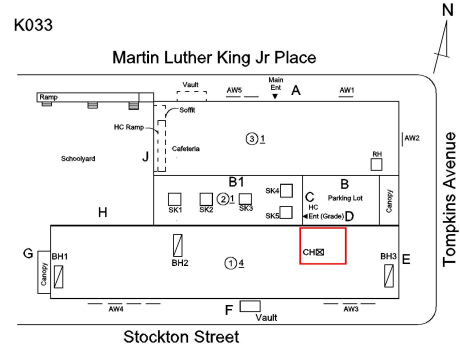 K033
N
Martin Luther King Jr Place
Ramp
Vault
AW5
Main
Ent
A
AW1
Soffit
HC Ramp
Cafeteria
3 1
AW2
RH
Schoolyard
J
B1
B
SK1
SK2
2 1
SK3
SK4
SK5
C
HC
Ent (Grade)
D
Parking Lot
Canopy
H
G
Canopy
BH1
BH2
1 4
CH
BH3
E
AW4
F
Vault
AW3
Tompkins Avenue
Stockton Street